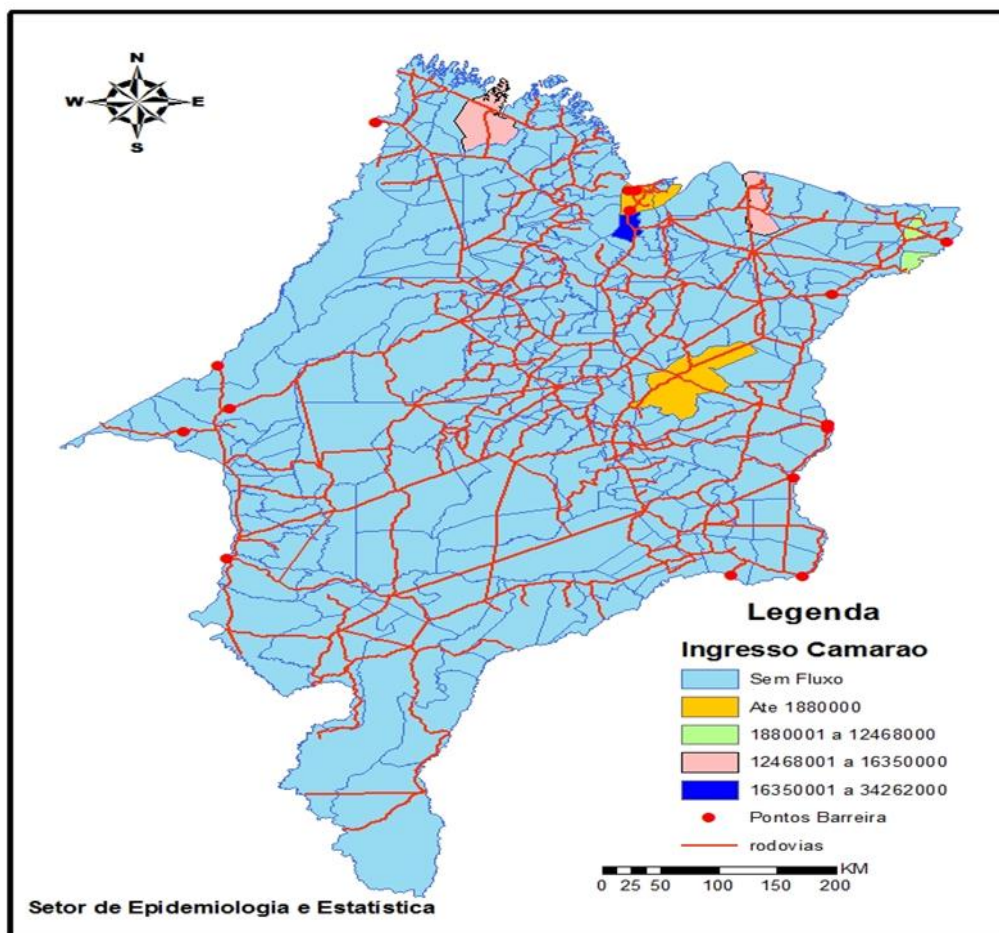 N
W E
S
Legenda
Ingresso Camarao
Sem Fluxo
Ate 1880000
1880001 a 12468000
12468001 a 16350000
16350001 a 34262000
Pontos Barreira
rodovias
KM
0 25 50 100 150 200
Setor de Epidemiologia e Estatística